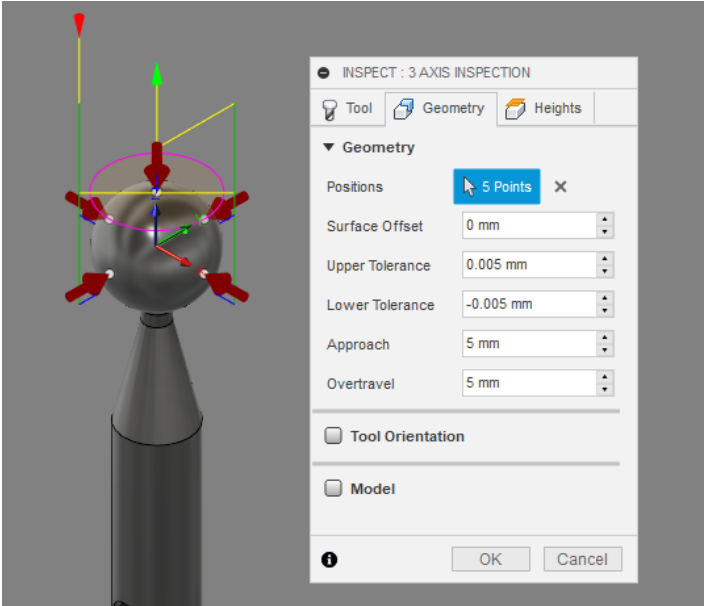 INSPECT : 3 AXIS INSPECTION
Tool Geometry Heights
Geometry
Positions 5 Points
Surface Offset 0 mm
Upper Tolerance 0.005 mm
Lower Tolerance -0.005 mm
Approach 5 mm
Overtravel 5 mm
Tool Orientation
Model
OK Cancel